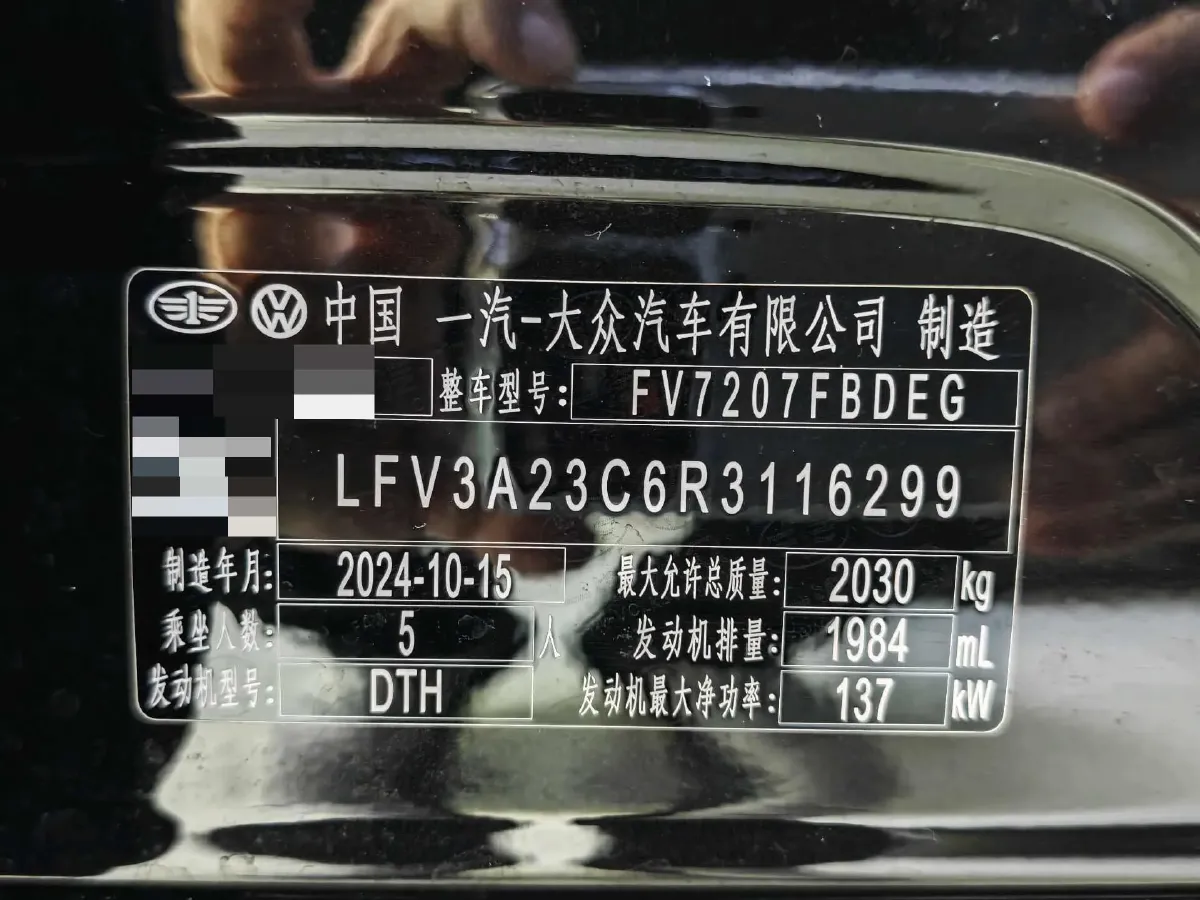 中国 一汽-大众汽车有限公司 制造
整车型号: FV7207FBDEG
LFV3A23C6R3116299
制造年月: 2024-10-15 最大允许总质量: 2030 kg
乘坐人数: 5 人 发动机排量: 1984 mL
发动机型号: DTH 发动机最大净功率: 137 kW